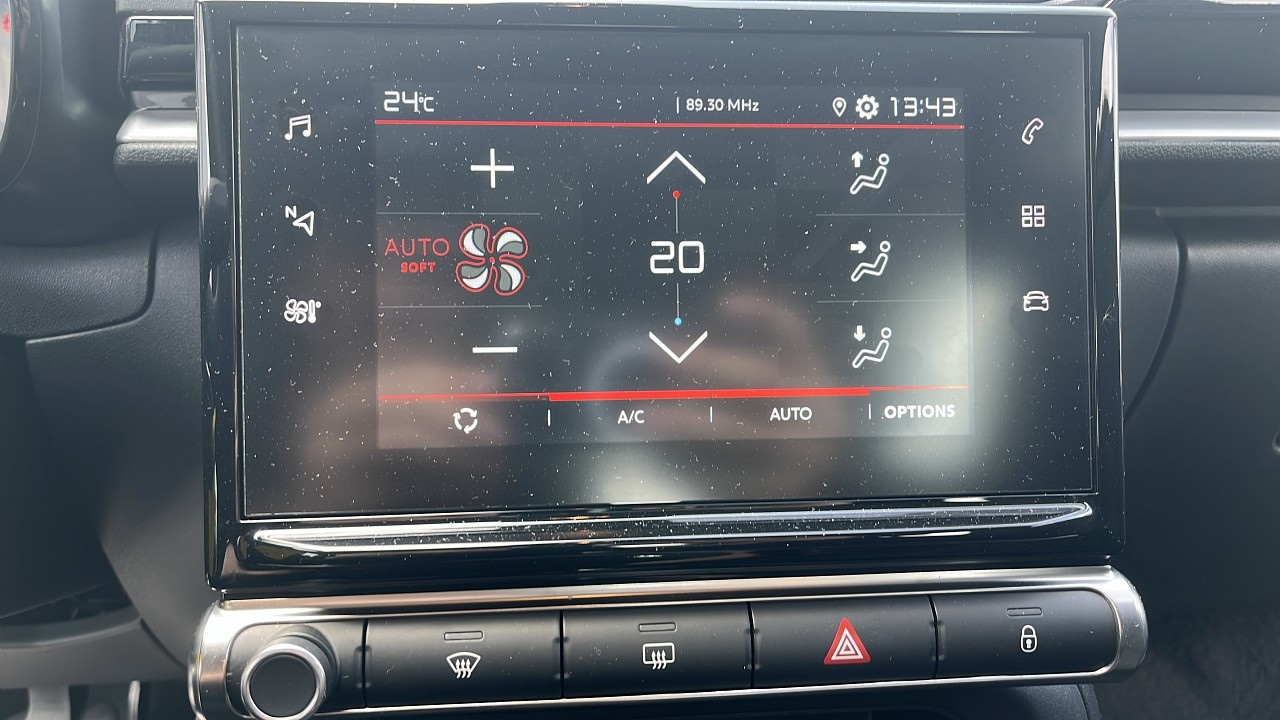 24°C
89.30 MHz
13:43
N
AUTO
SOFT
20
A/C
AUTO
OPTIONS